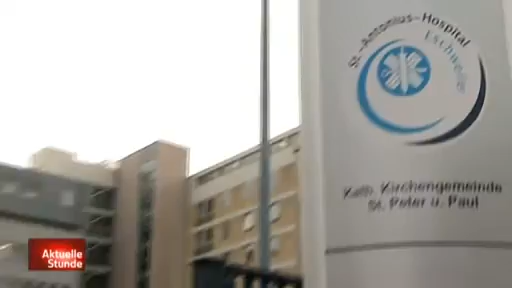 St.-Antonius-Hospital
Eschweiler
Kath. Kirchengemeinde
St. Peter u. Paul
Aktuelle
Stunde